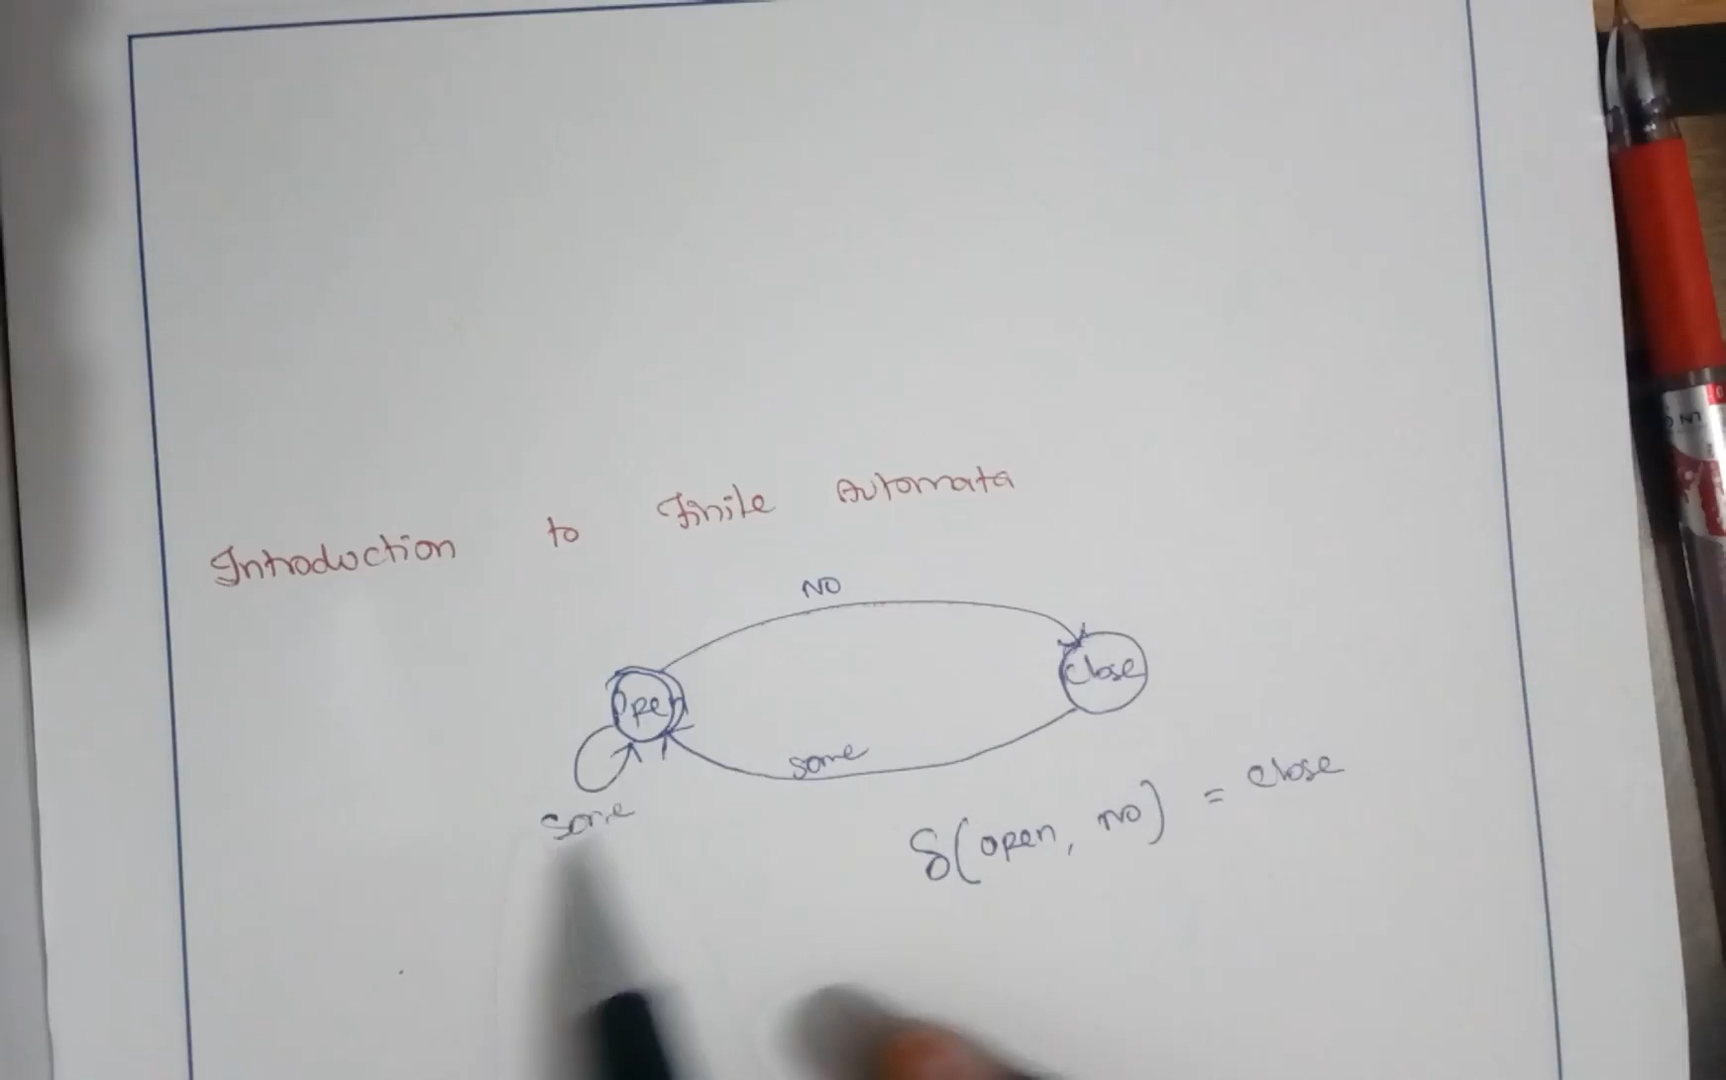 Introduction to Finite Automata
NO
Open
Close
some
some
δ(open, no) = close